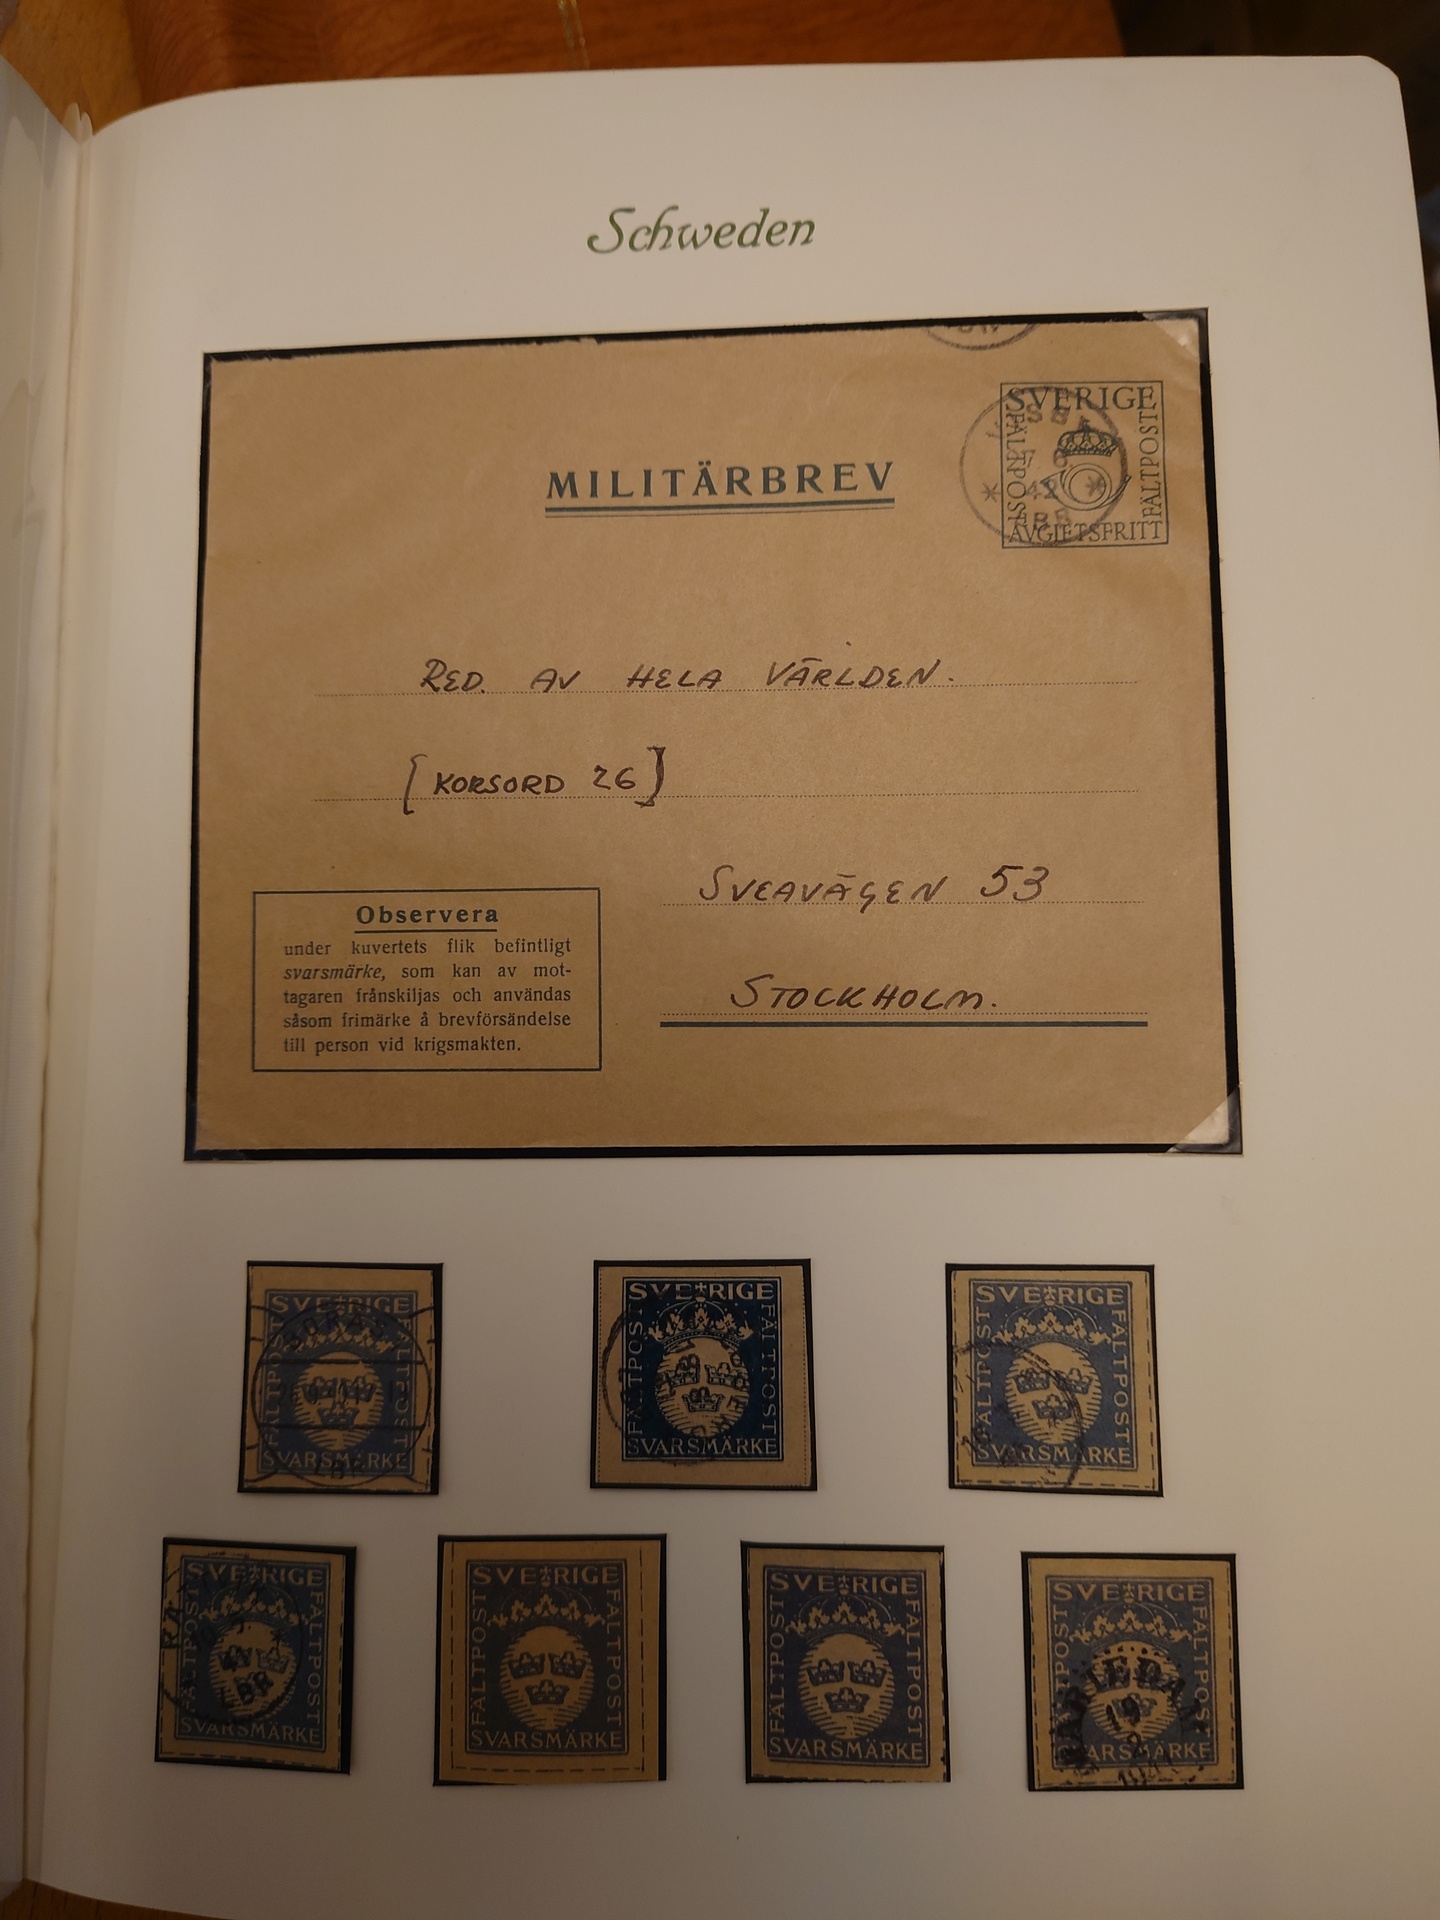 Schweden
SVERIGE
FÄLTPOST
FÄLTPOST
AVGIFTSFRITT
42
MILITÄRBREV
RED. AV HELA VÄRLDEN.
[KORSORD 26]
SVEAVÄGEN 53
STOCKHOLM.
Observera
under kuvertets flik befintligt
svarsmärke, som kan av mot-
tagaren frånskiljas och användas
såsom frimärke å brevförsändelse
till person vid krigsmakten.
SVERIGE
FÄLTPOST
FÄLTPOST
SVARSMÄRKE
BORÅS
SVERIGE
FÄLTPOST
FÄLTPOST
SVARSMÄRKE
SVERIGE
FÄLTPOST
FÄLTPOST
SVARSMÄRKE
SVERIGE
FÄLTPOST
FÄLTPOST
SVARSMÄRKE
SVERIGE
FÄLTPOST
FÄLTPOST
SVARSMÄRKE
SVERIGE
FÄLTPOST
FÄLTPOST
SVARSMÄRKE
SVERIGE
FÄLTPOST
FÄLTPOST
SVARSMÄRKE